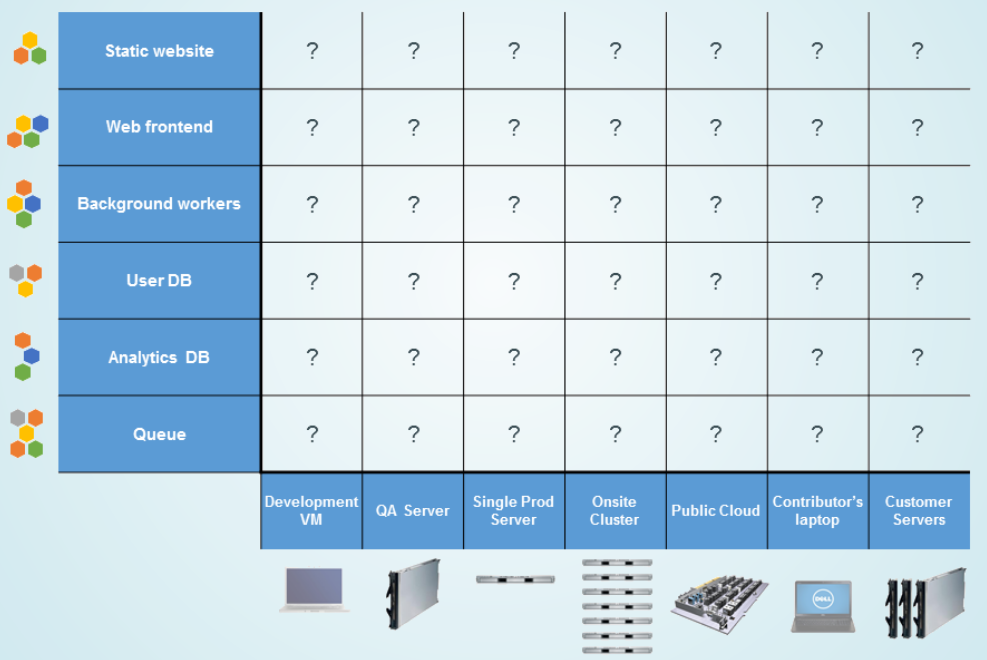 Static website ? ? ? ? ? ? ?
Web frontend ? ? ? ? ? ? ?
Background workers ? ? ? ? ? ? ?
User DB ? ? ? ? ? ? ?
Analytics DB ? ? ? ? ? ? ?
Queue ? ? ? ? ? ? ?
Development
VM
QA Server
Single Prod
Server
Onsite
Cluster
Public Cloud
Contributor's
laptop
Customer
Servers
DELL